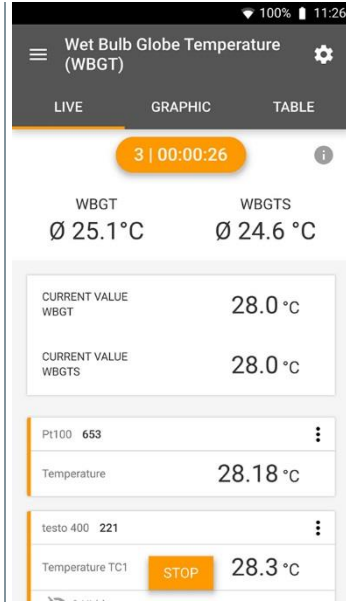 100% 11:26
Wet Bulb Globe Temperature
(WBGT)
LIVE GRAPHIC TABLE
3 | 00:00:26
WBGT WBGTS
Ø 25.1°C Ø 24.6 °C
CURRENT VALUE
WBGT
28.0 °C
CURRENT VALUE
WBGTS
28.0 °C
Pt100 653
Temperature 28.18 °C
testo 400 221
Temperature TC1 28.3 °C
STOP